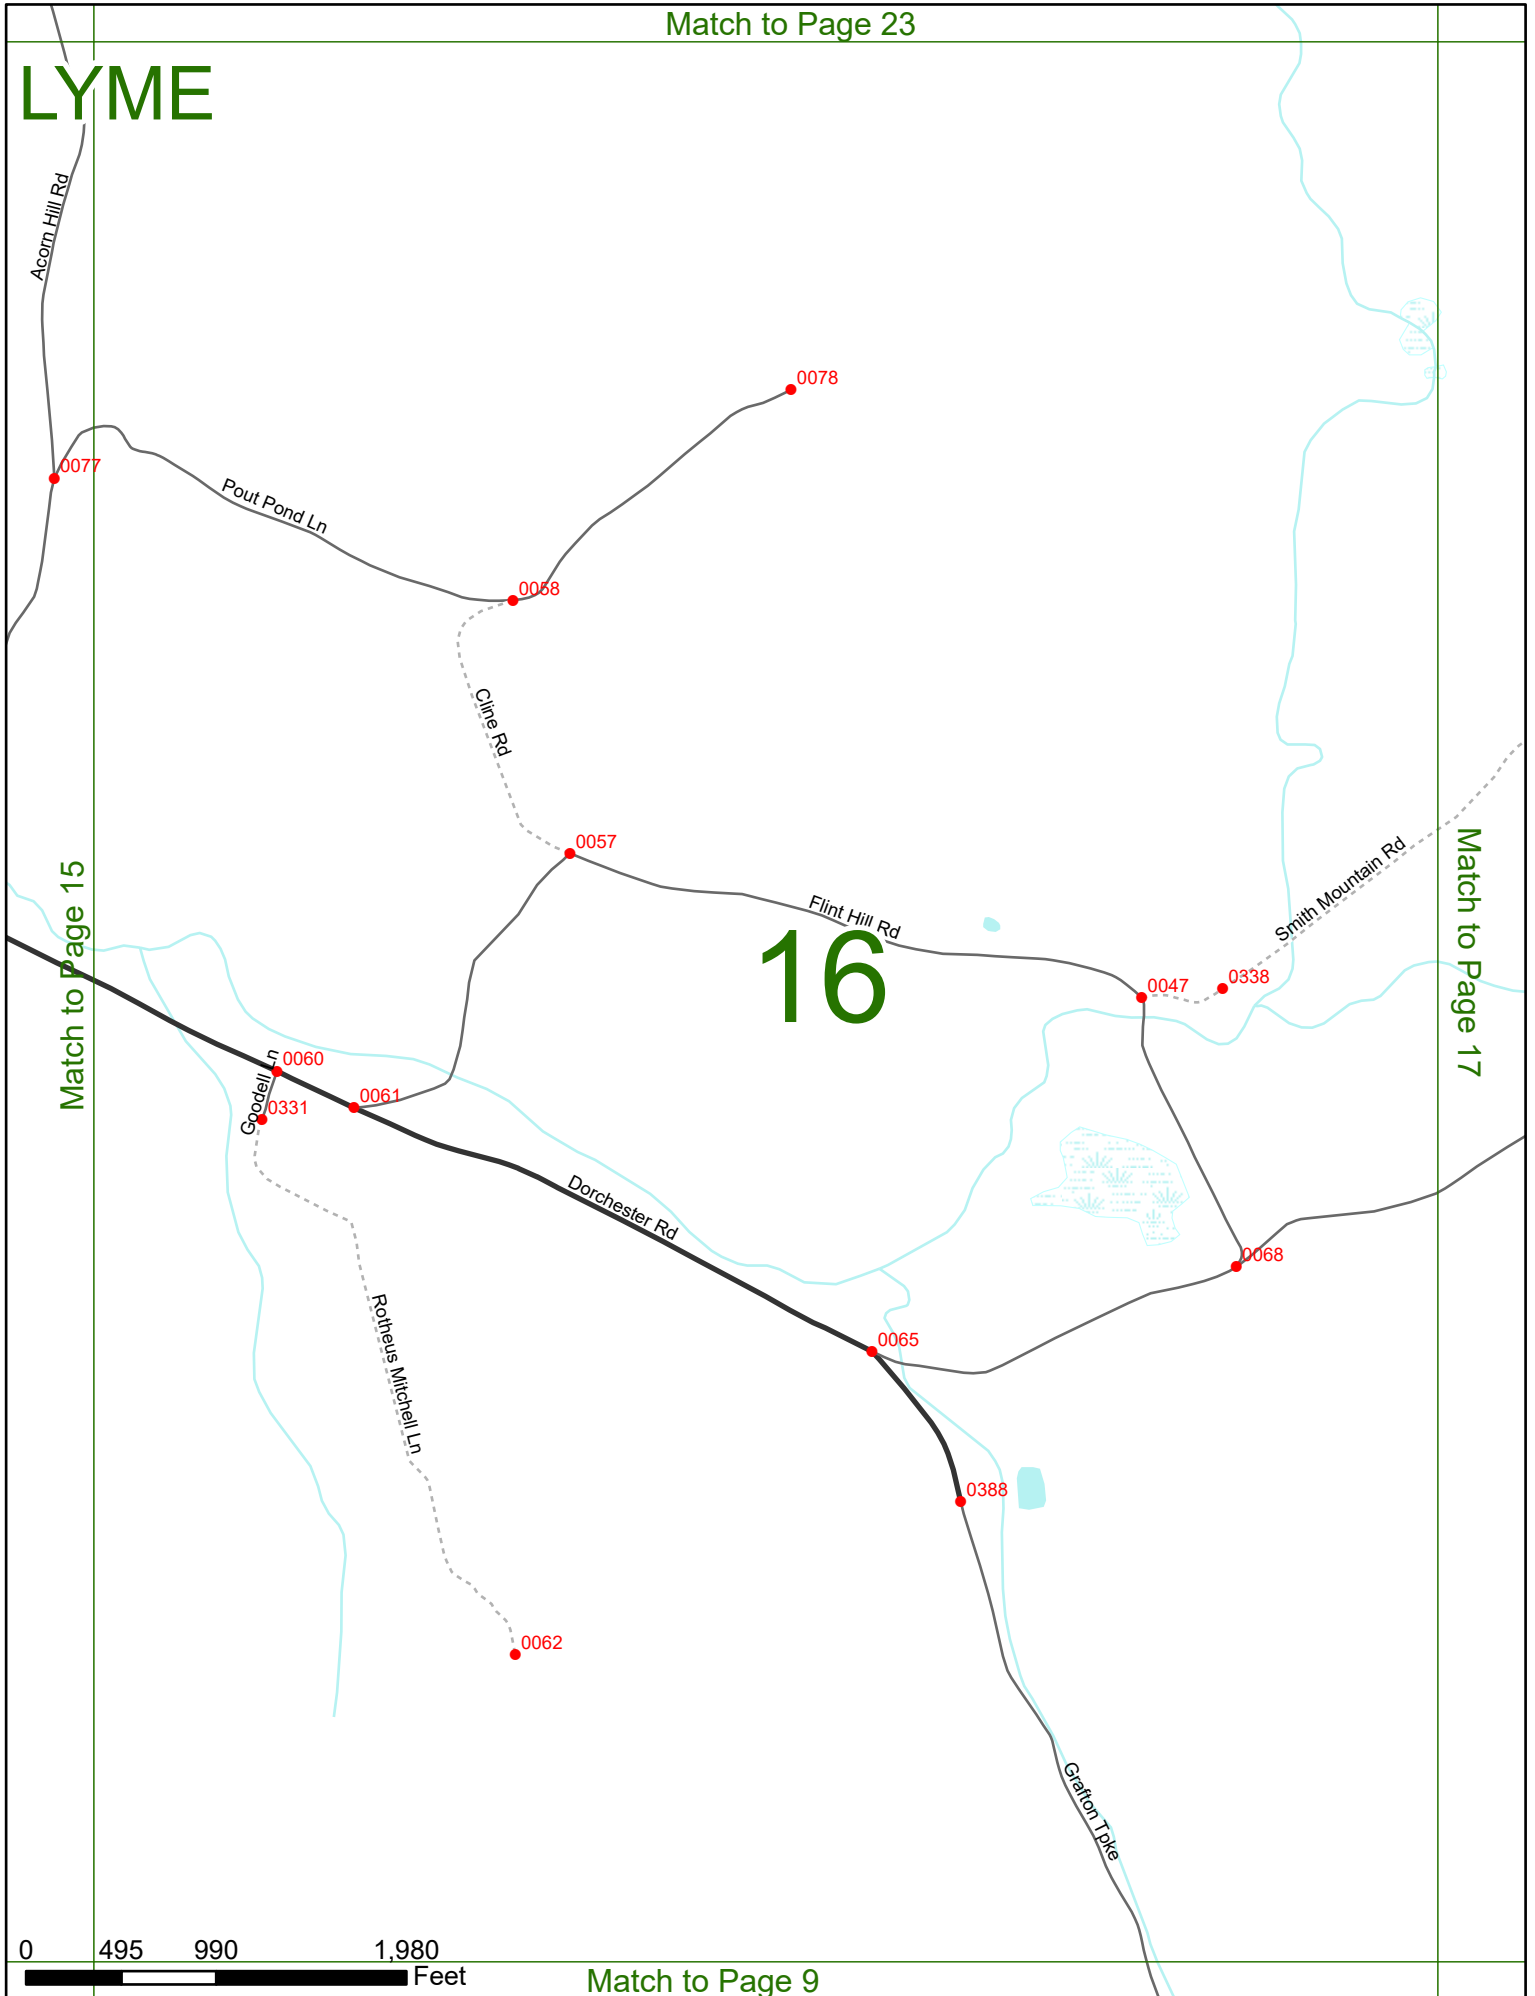 Match to Page 23
LYME
Acorn Hill Rd
0078
0077
Pout Pond Ln
0058
Cline Rd
0057
Flint Hill Rd
16
Smith Mountain Rd
0047
0338
Match to Page 15
Match to Page 17
0060
Goodell Ln
0331
0061
Dorchester Rd
0068
Rotheus Mitchell Ln
0065
0388
0062
Grafton Tpke
0 495 990 1,980
Feet
Match to Page 9